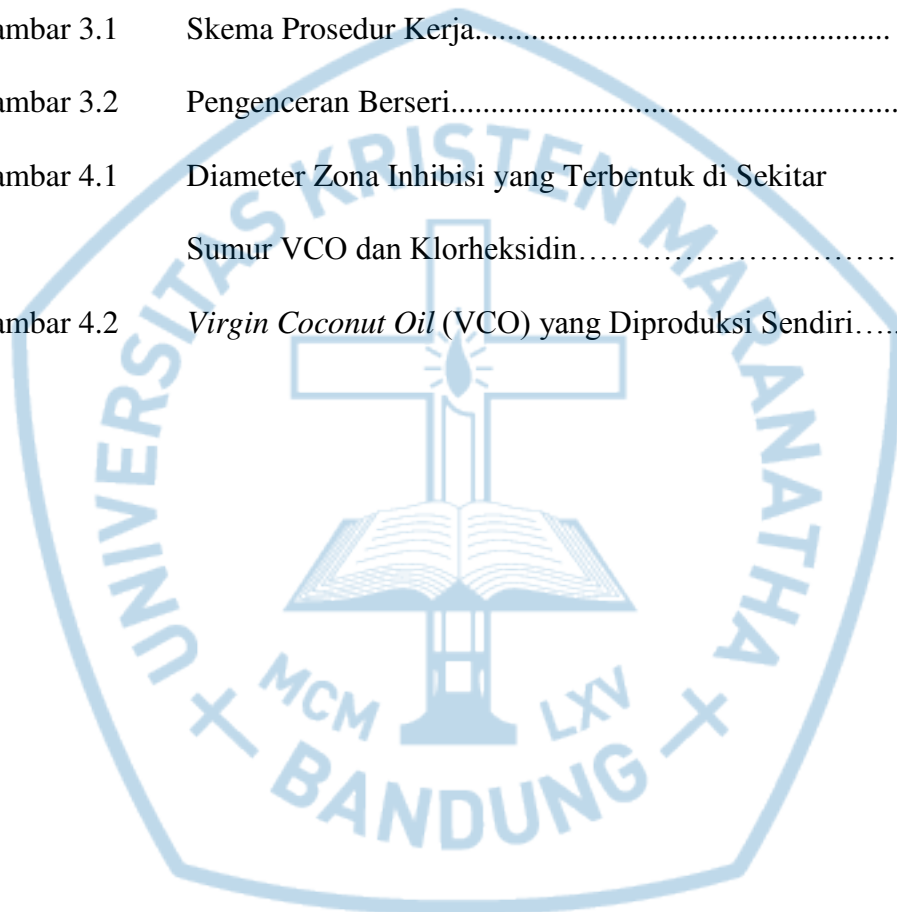 ambar 3.1 Skema Prosedur Kerja...................................................
ambar 3.2 Pengenceran Berseri.......................................................
ambar 4.1 Diameter Zona Inhibisi yang Terbentuk di Sekitar
Sumur VCO dan Klorheksidin…………………………
ambar 4.2 Virgin Coconut Oil (VCO) yang Diproduksi Sendiri…..
UNIVERSITAS KRISTEN MARANATHA
MCM LXV
BANDUNG